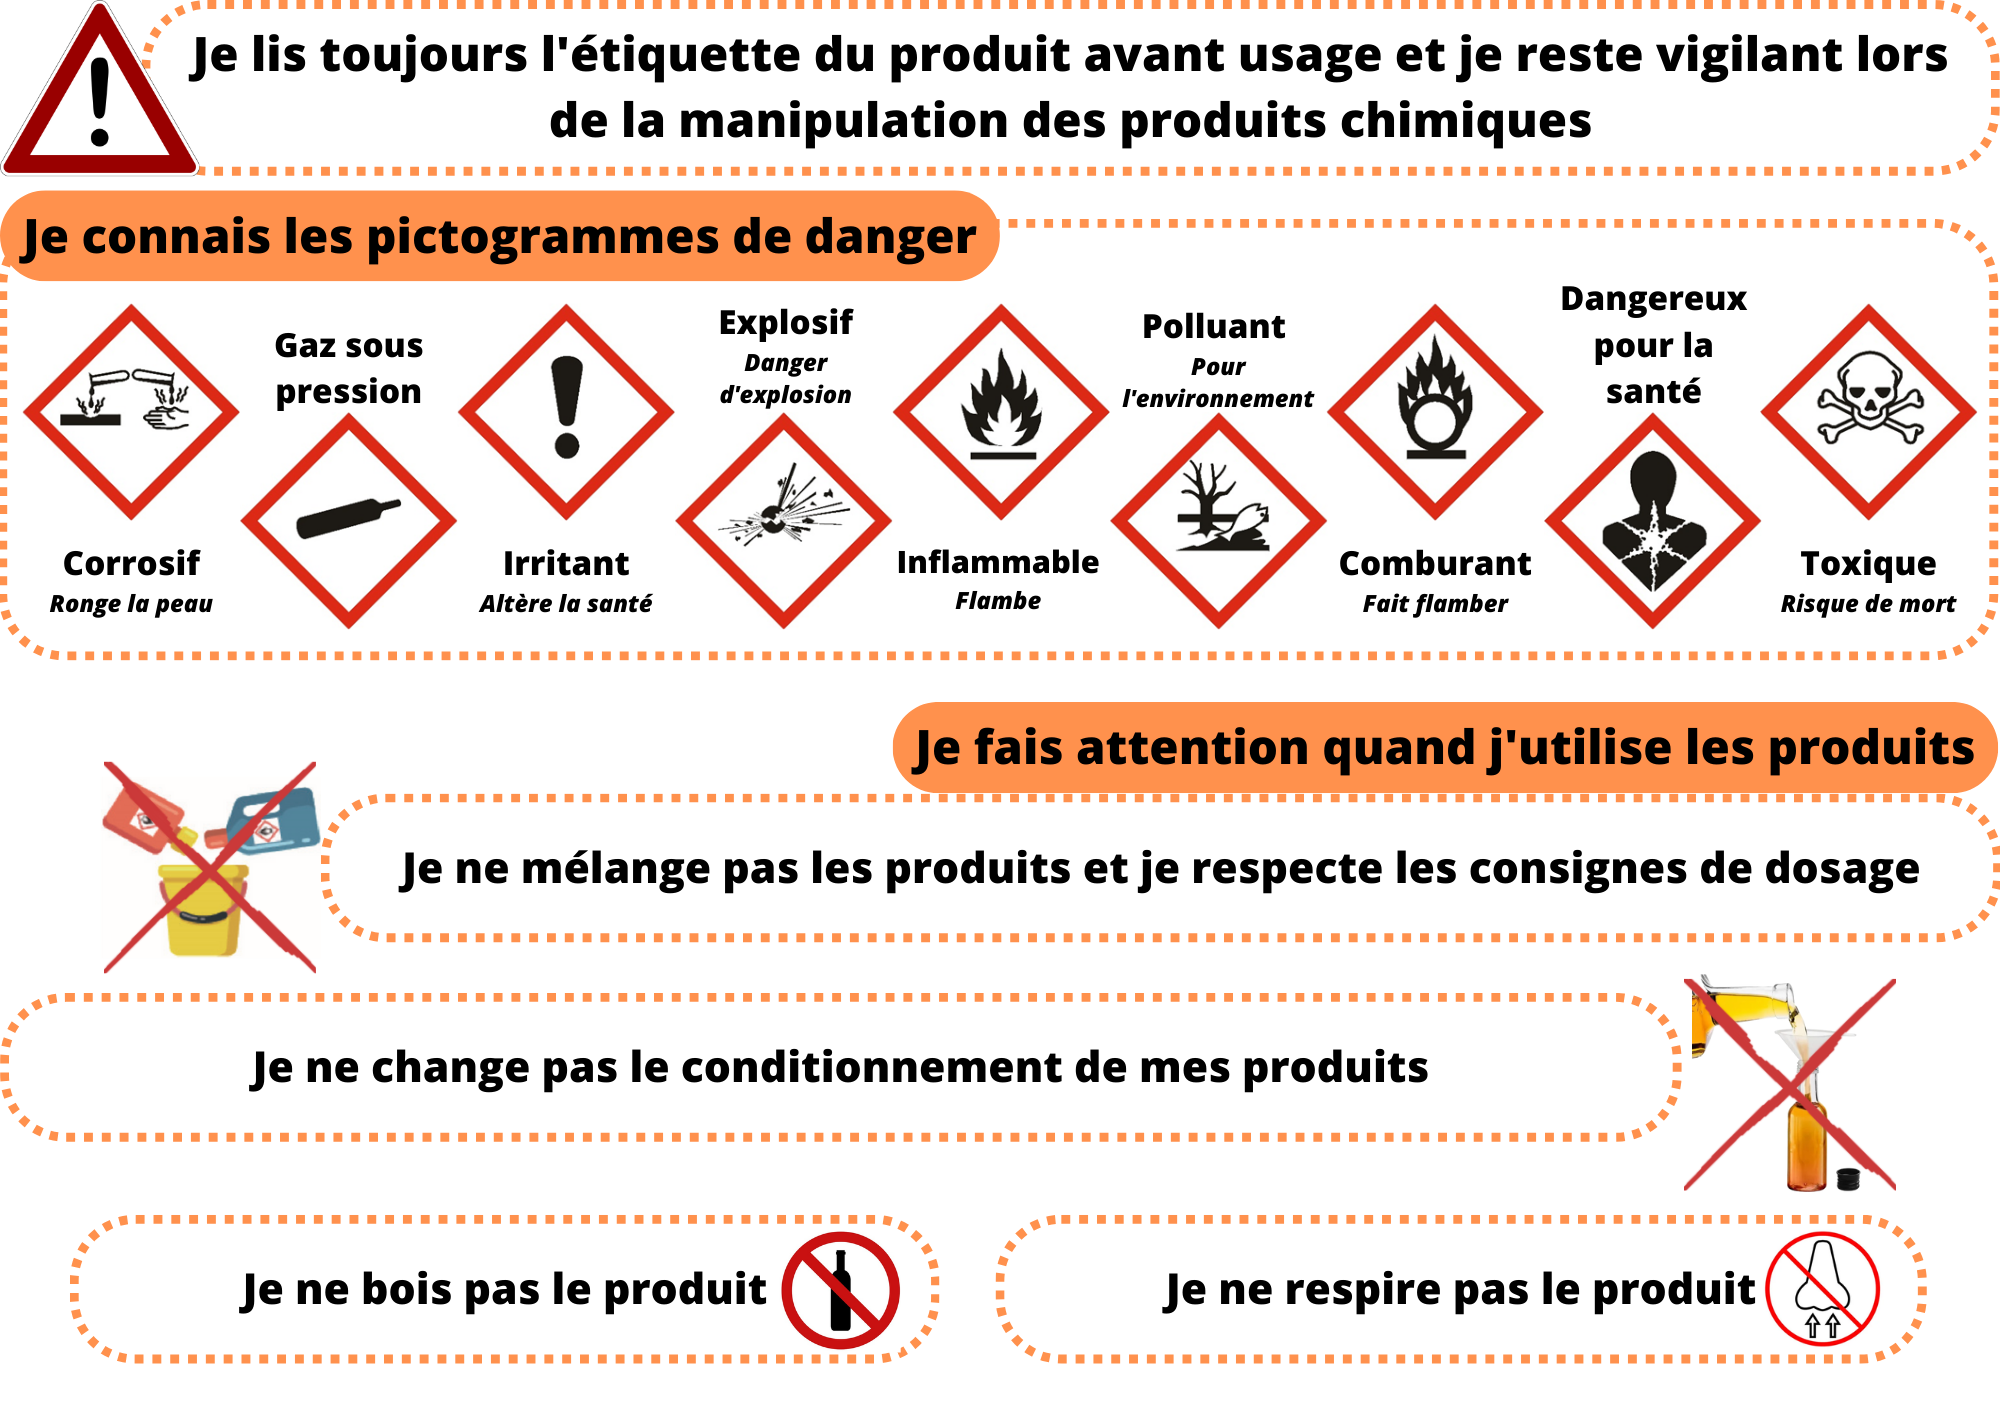 Je lis toujours l'étiquette du produit avant usage et je reste vigilant lors
de la manipulation des produits chimiques
Je connais les pictogrammes de danger
Corrosif
Ronge la peau
Gaz sous
pression
Irritant
Altère la santé
Explosif
Danger
d'explosion
Inflammable
Flambe
Polluant
Pour
l'environnement
Comburant
Fait flamber
Dangereux
pour la
santé
Toxique
Risque de mort
Je fais attention quand j'utilise les produits
Je ne mélange pas les produits et je respecte les consignes de dosage
Je ne change pas le conditionnement de mes produits
Je ne bois pas le produit
Je ne respire pas le produit